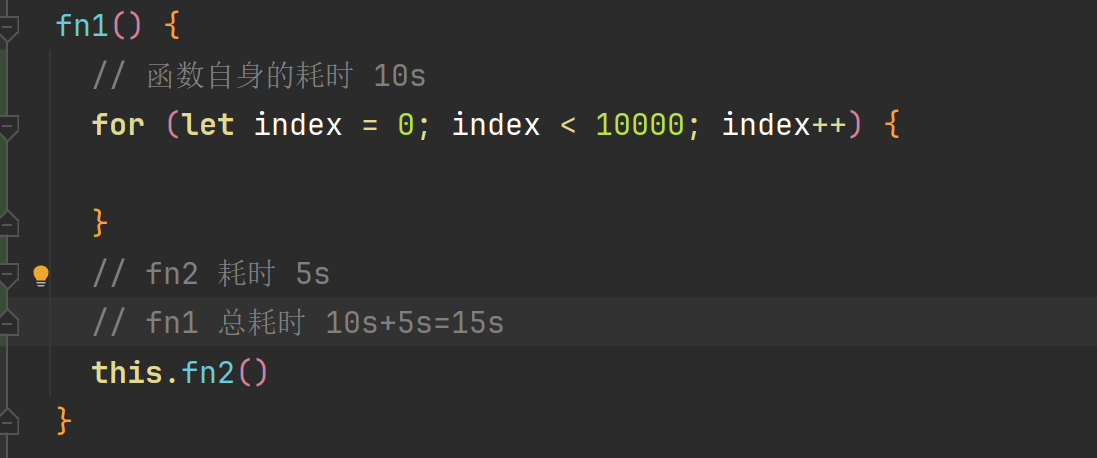 fn1() {
// 函数自身的耗时 10s
for (let index = 0; index < 10000; index++) {
}
// fn2 耗时 5s
// fn1 总耗时 10s+5s=15s
this.fn2()
}